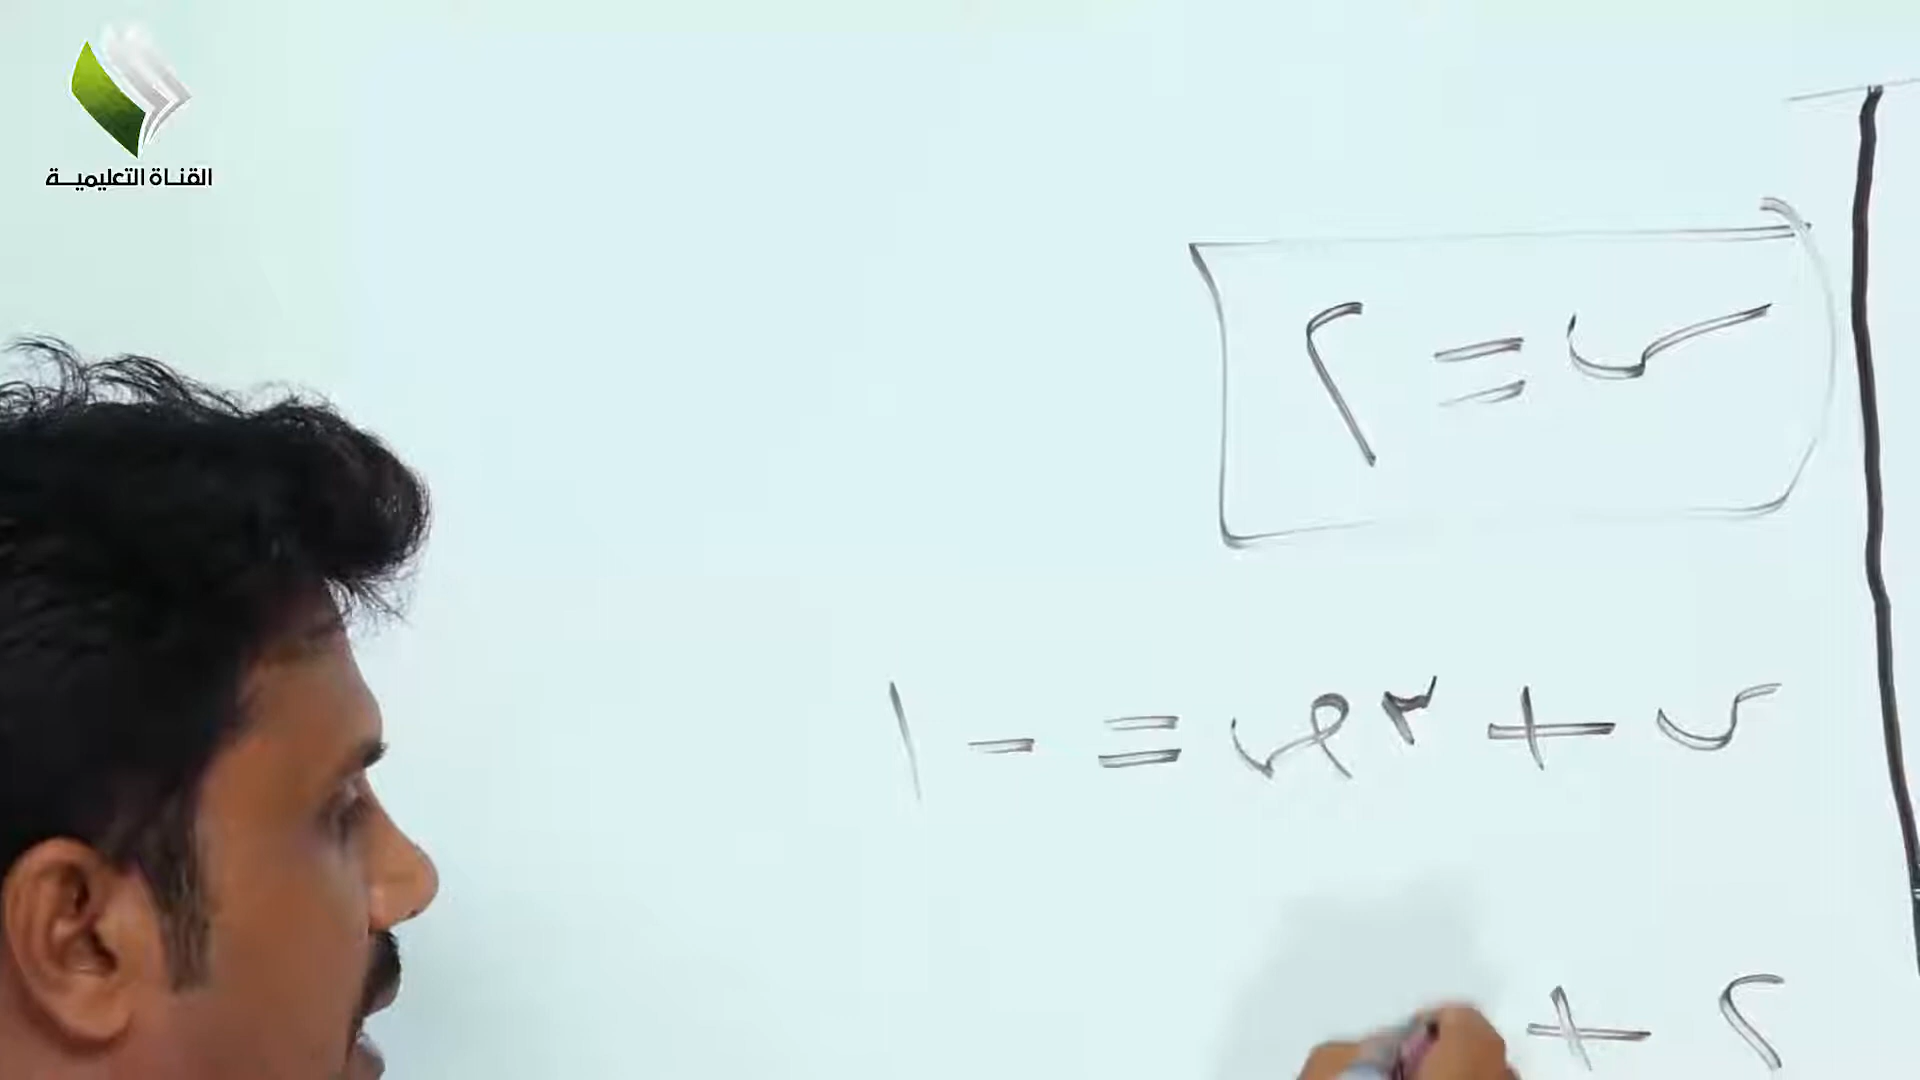 القناة التعليمية
س = ٢
س + ٣ص = - ١
٢ +